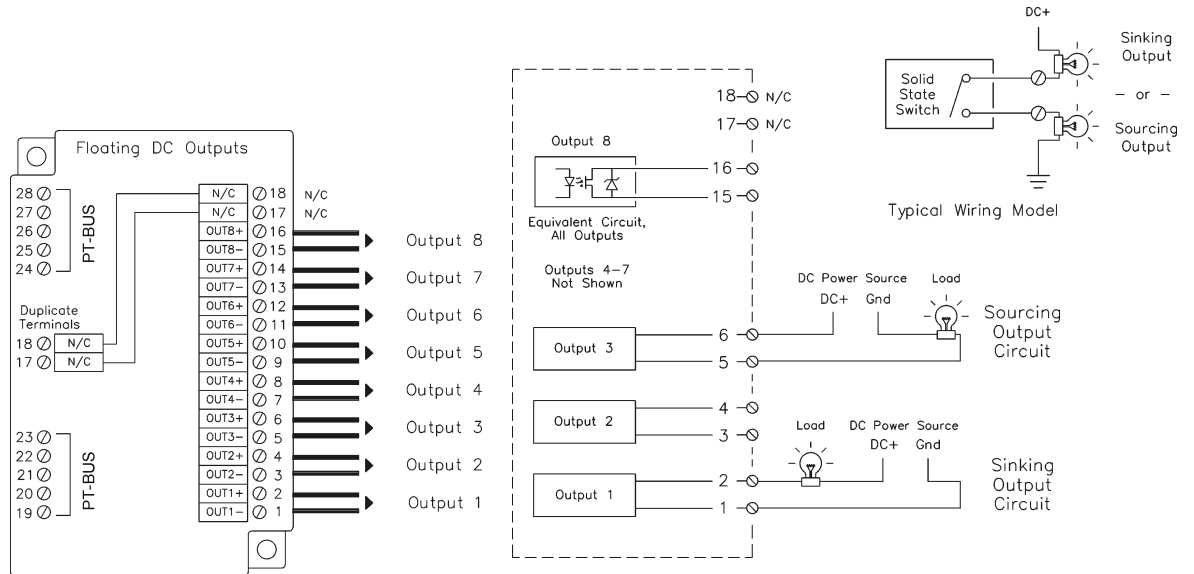 Floating DC Outputs
28
27
26
25
24
PT-BUS
Duplicate
Terminals
18 N/C
17 N/C
23
22
21
20
19
PT-BUS
N/C 18 N/C
N/C 17 N/C
OUT8+ 16
OUT8- 15
Output 8
OUT7+ 14
OUT7- 13
Output 7
OUT6+ 12
OUT6- 11
Output 6
OUT5+ 10
OUT5- 9
Output 5
OUT4+ 8
OUT4- 7
Output 4
OUT3+ 6
OUT3- 5
Output 3
OUT2+ 4
OUT2- 3
Output 2
OUT1+ 2
OUT1- 1
Output 1
18 N/C
17 N/C
Output 8
16
15
Equivalent Circuit,
All Outputs
Outputs 4-7
Not Shown
Output 3
6
5
Output 2
4
3
Output 1
2
1
DC+
Solid
State
Switch
Sinking
Output
- or -
Sourcing
Output
Typical Wiring Model
DC Power Source Load
DC+ Gnd
Sourcing
Output
Circuit
Load DC Power Source
DC+ Gnd
Sinking
Output
Circuit